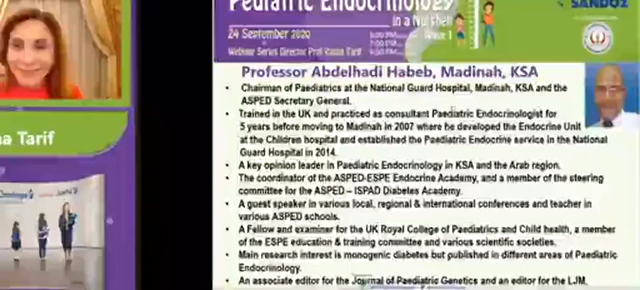 Pediatric Endocrinology
in a Nutshell
24 September 2020
Webinar Series Director Prof Rasha Tarif
SANDOZ
a Tarif
Professor Abdelhadi Habeb, Madinah, KSA
• Chairman of Paediatrics at the National Guard Hospital, Madinah, KSA and the
ASPED Secretary General.
• Trained in the UK and practiced as consultant Paediatric Endocrinologist for
5 years before moving to Madinah in 2007 where he developed the Endocrine Unit
at the Children hospital and established the Paediatric Endocrine service in the National
Guard Hospital in 2014.
• A key opinion leader in Paediatric Endocrinology in KSA and the Arab region.
• The coordinator of the ASPED-ESPE Endocrine Academy, and a member of the steering
committee for the ASPED – ISPAD Diabetes Academy.
• A guest speaker in various local, regional & international conferences and teacher in
various ASPED schools.
• A Fellow and examiner for the UK Royal College of Paediatrics and Child health, a member
of the ESPE education & training committee and various scientific societies.
• Main research interest is monogenic diabetes but published in different areas of Paediatric
Endocrinology.
• An associate editor for the Journal of Paediatric Genetics and an editor for the LJM.